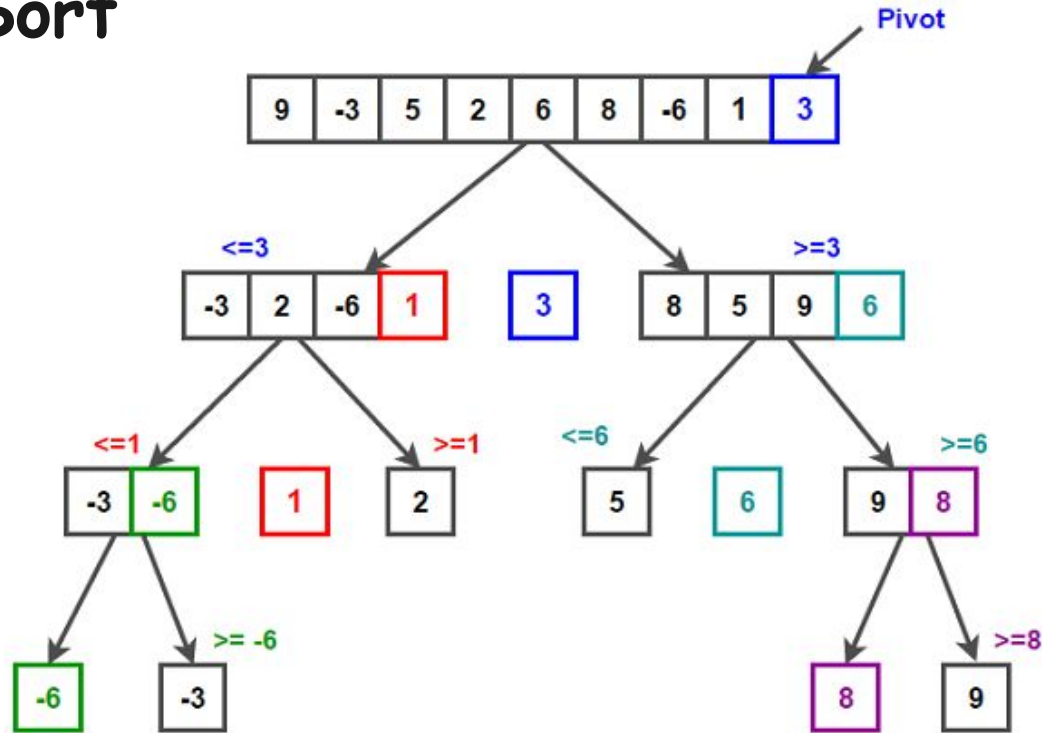 Sort
Pivot
9 -3 5 2 6 8 -6 1 3
<=3 >=3
-3 2 -6 1 3 8 5 9 6
<=1 >=1 <=6 >=6
-3 -6 1 2 5 6 9 8
>= -6 >=8
-6 -3 8 9